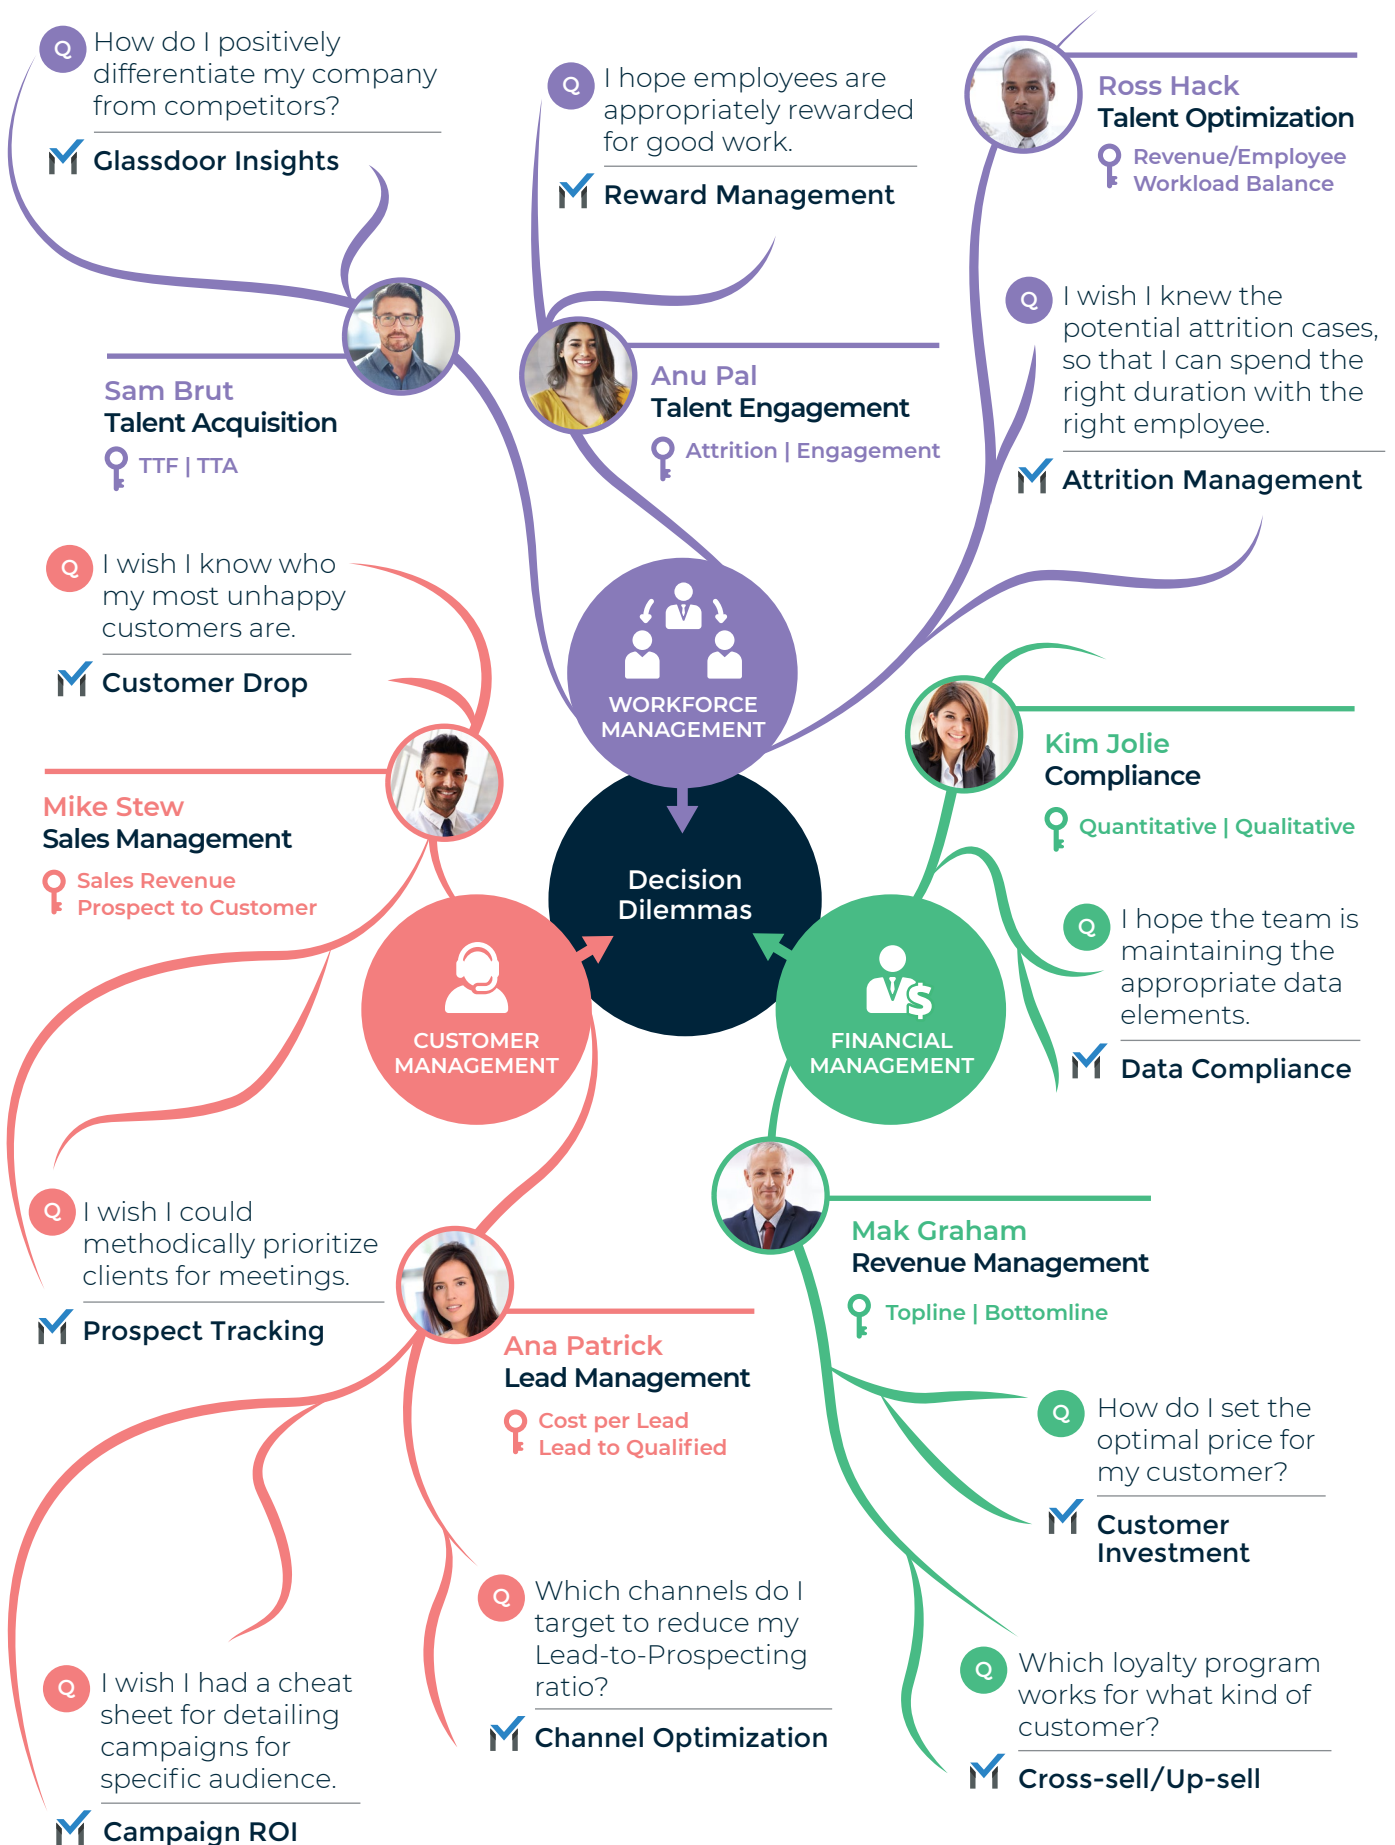 Q
How do I positively
differentiate my company
from competitors?
Glassdoor Insights
Q
I hope employees are
appropriately rewarded
for good work.
Reward Management
Ross Hack
Talent Optimization
Revenue/Employee
Workload Balance
Q
I wish I knew the
potential attrition cases,
so that I can spend the
right duration with the
right employee.
Attrition Management
Sam Brut
Talent Acquisition
TTF | TTA
Anu Pal
Talent Engagement
Attrition | Engagement
Q
I wish I know who
my most unhappy
customers are.
Customer Drop
WORKFORCE
MANAGEMENT
Kim Jolie
Compliance
Quantitative | Qualitative
Mike Stew
Sales Management
Sales Revenue
Prospect to Customer
Decision
Dilemmas
Q
I hope the team is
maintaining the
appropriate data
elements.
Data Compliance
CUSTOMER
MANAGEMENT
FINANCIAL
MANAGEMENT
Q
I wish I could
methodically prioritize
clients for meetings.
Prospect Tracking
Mak Graham
Revenue Management
Topline | Bottomline
Ana Patrick
Lead Management
Cost per Lead
Lead to Qualified
Q
How do I set the
optimal price for
my customer?
Customer
Investment
Q
Which channels do I
target to reduce my
Lead-to-Prospecting
ratio?
Channel Optimization
Q
Which loyalty program
works for what kind of
customer?
Cross-sell/Up-sell
Q
I wish I had a cheat
sheet for detailing
campaigns for
specific audience.
Campaign ROI